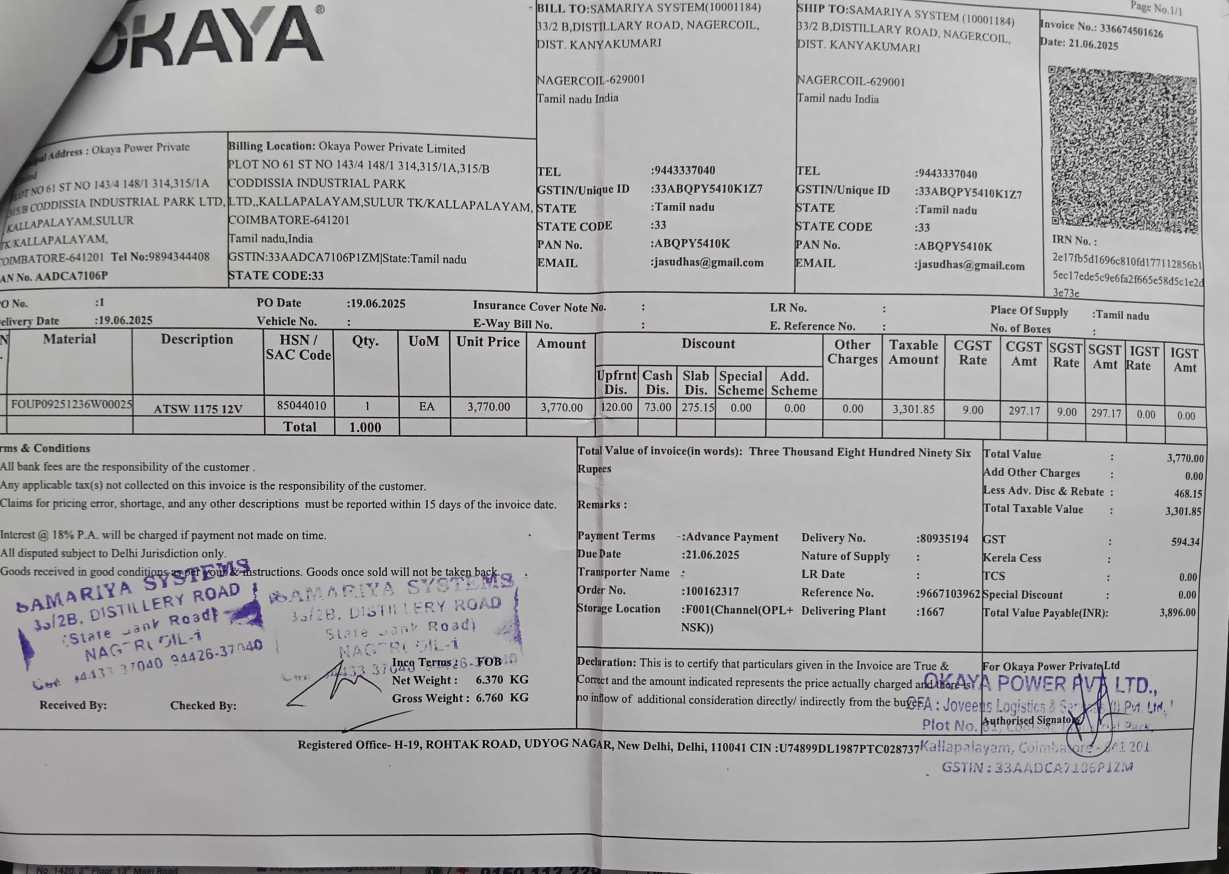 OKAYA®
BILL TO:SAMARIYA SYSTEM(10001184)
33/2 B,DISTILLARY ROAD, NAGERCOIL,
DIST. KANYAKUMARI
NAGERCOIL-629001
Tamil nadu India
TEL :9443337040
GSTIN/Unique ID :33ABQPY5410K1Z7
STATE :Tamil nadu
STATE CODE :33
PAN No. :ABQPY5410K
EMAIL :jasudhas@gmail.com
SHIP TO:SAMARIYA SYSTEM (10001184)
33/2 B,DISTILLARY ROAD, NAGERCOIL,
DIST. KANYAKUMARI
NAGERCOIL-629001
Tamil nadu India
TEL :9443337040
GSTIN/Unique ID :33ABQPY5410K1Z7
STATE :Tamil nadu
STATE CODE :33
PAN No. :ABQPY5410K
EMAIL :jasudhas@gmail.com
Page No.1/1
Invoice No.: 336674501626
Date: 21.06.2025
IRN No. :
2e17fb5d1696c810fd177112856b1
5ec17ede5c9e6fa2f665e58d5c1e2d
3e73e
Address : Okaya Power Private
PLOT NO 61 ST NO 143/4 148/1 314,315/1A
315/B CODDISSIA INDUSTRIAL PARK LTD,
KALLAPALAYAM,SULUR
TK/KALLAPALAYAM,
COIMBATORE-641201 Tel No:9894344408
AN No. AADCA7106P
Billing Location: Okaya Power Private Limited
PLOT NO 61 ST NO 143/4 148/1 314,315/1A,315/B
CODDISSIA INDUSTRIAL PARK
LTD,,KALLAPALAYAM,SULUR TK/KALLAPALAYAM,
COIMBATORE-641201
Tamil nadu,India
GSTIN:33AADCA7106P1ZM|State:Tamil nadu
STATE CODE:33
O No. :1 PO Date :19.06.2025 Insurance Cover Note No. : LR No. : Place Of Supply :Tamil nadu
elivery Date :19.06.2025 Vehicle No. : E-Way Bill No. : E. Reference No. : No. of Boxes :
N. Material Description HSN / SAC Code Qty. UoM Unit Price Amount Discount Other Charges Taxable Amount CGST Rate CGST Amt SGST Rate SGST Amt IGST Rate IGST Amt
Upfrnt Dis. Cash Dis. Slab Dis. Special Scheme Add. Scheme
FOUP09251236W00025 ATSW 1175 12V 85044010 1 EA 3,770.00 3,770.00 120.00 73.00 275.15 0.00 0.00 0.00 3,301.85 9.00 297.17 9.00 297.17 0.00 0.00
Total 1.000
rms & Conditions
All bank fees are the responsibility of the customer .
Any applicable tax(s) not collected on this invoice is the responsibility of the customer.
Claims for pricing error, shortage, and any other descriptions must be reported within 15 days of the invoice date.
Interest @ 18% P.A. will be charged if payment not made on time.
All disputed subject to Delhi Jurisdiction only.
Goods received in good condition as per your & instructions. Goods once sold will not be taken back
SAMARIYA SYSTEMS
33/2B, DISTILLERY ROAD
(State Bank Road)
NAGERCOIL-1
94433 37040 94426-37040
SAMARIYA SYSTEMS
33/2B, DISTILLERY ROAD
State Bank Road)
NAGERCOIL-1
Inco Terms : FOB
Net Weight : 6.370 KG
Gross Weight : 6.760 KG
Received By: Checked By:
Total Value of invoice(in words): Three Thousand Eight Hundred Ninety Six
Rupees
Remarks :
Payment Terms -:Advance Payment Delivery No. :80935194
Due Date :21.06.2025 Nature of Supply :
Transporter Name : LR Date :
Order No. :100162317 Reference No. :9667103962
Storage Location :F001(Channel(OPL+ NSK)) Delivering Plant :1667
Total Value : 3,770.00
Add Other Charges : 0.00
Less Adv. Disc & Rebate : 468.15
Total Taxable Value : 3,301.85
GST : 594.34
Kerela Cess :
TCS : 0.00
Special Discount : 0.00
Total Value Payable(INR): 3,896.00
Declaration: This is to certify that particulars given in the Invoice are True &
Correct and the amount indicated represents the price actually charged and there is
no inflow of additional consideration directly/ indirectly from the buyer
For Okaya Power Private Ltd
Authorised Signatory
OKAYA POWER PVT LTD.,
CFA : Joveens Logistics & Pvt. Ltd,
Plot No. 61,
Kallapalayam, Coimbatore - 641 201
GSTIN : 33AADCA7106P1ZM
Registered Office- H-19, ROHTAK ROAD, UDYOG NAGAR, New Delhi, Delhi, 110041 CIN :U74899DL1987PTC028737